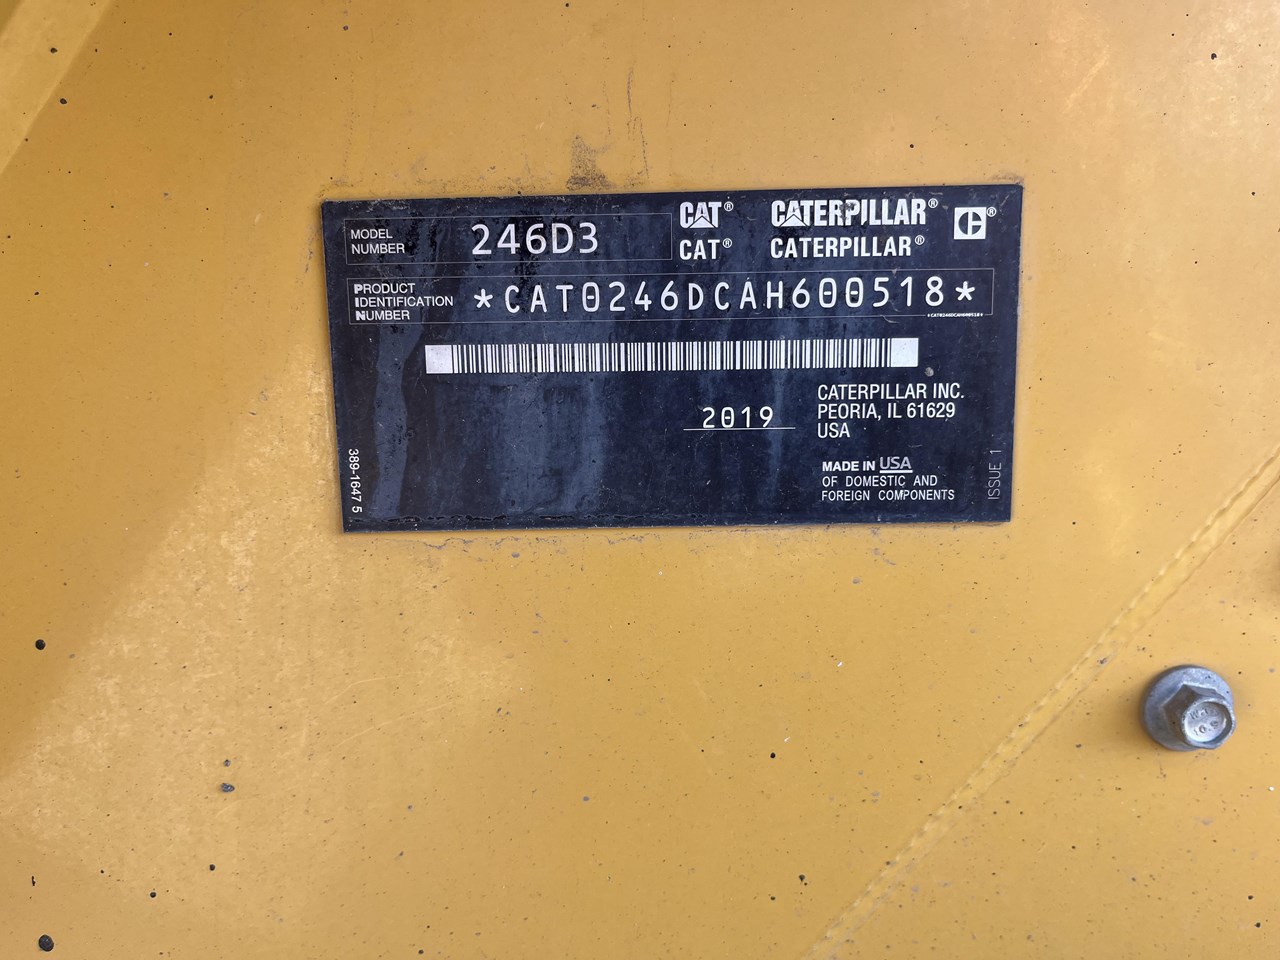 MODEL NUMBER 246D3
CAT® CATERPILLAR®
CAT® CATERPILLAR®
PRODUCT IDENTIFICATION NUMBER *CAT0246DCAH600518*
*CAT0246DCAH600518*
2019
CATERPILLAR INC.
PEORIA, IL 61629
USA
MADE IN USA
OF DOMESTIC AND
FOREIGN COMPONENTS
389-1647 5
ISSUE 1